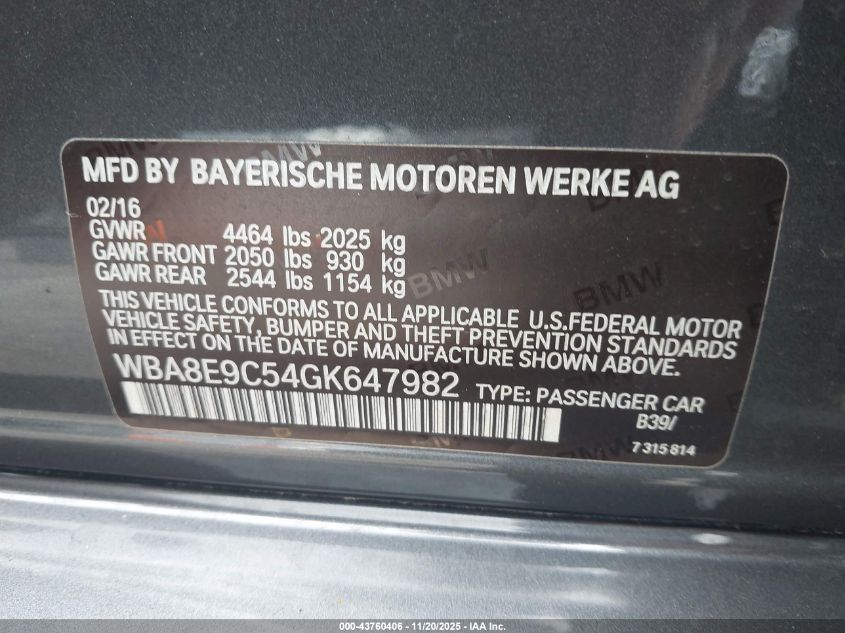 MFD BY BAYERISCHE MOTOREN WERKE AG
02/16
GVWR 4464 lbs 2025 kg
GAWR FRONT 2050 lbs 930 kg
GAWR REAR 2544 lbs 1154 kg
THIS VEHICLE CONFORMS TO ALL APPLICABLE U.S.FEDERAL MOTOR
VEHICLE SAFETY, BUMPER AND THEFT PREVENTION STANDARDS
IN EFFECT ON THE DATE OF MANUFACTURE SHOWN ABOVE.
WBA8E9C54GK647982 TYPE: PASSENGER CAR
B39/
7 315 814
000-43760406 - 11/20/2025 - IAA Inc.